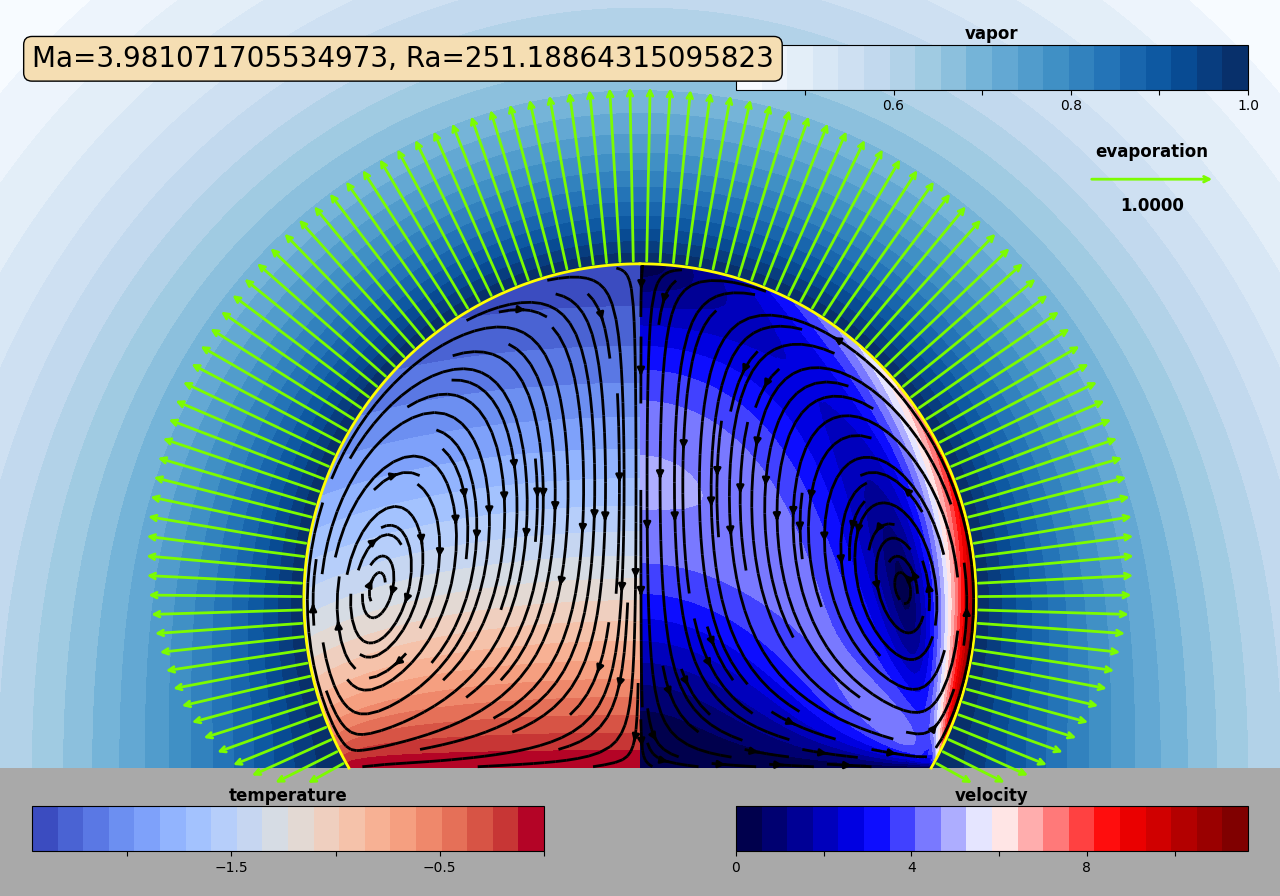 Ma=3.981071705534973, Ra=251.18864315095823
vapor
0.6 0.8 1.0
evaporation
1.0000
temperature
−1.5 −0.5
velocity
0 4 8